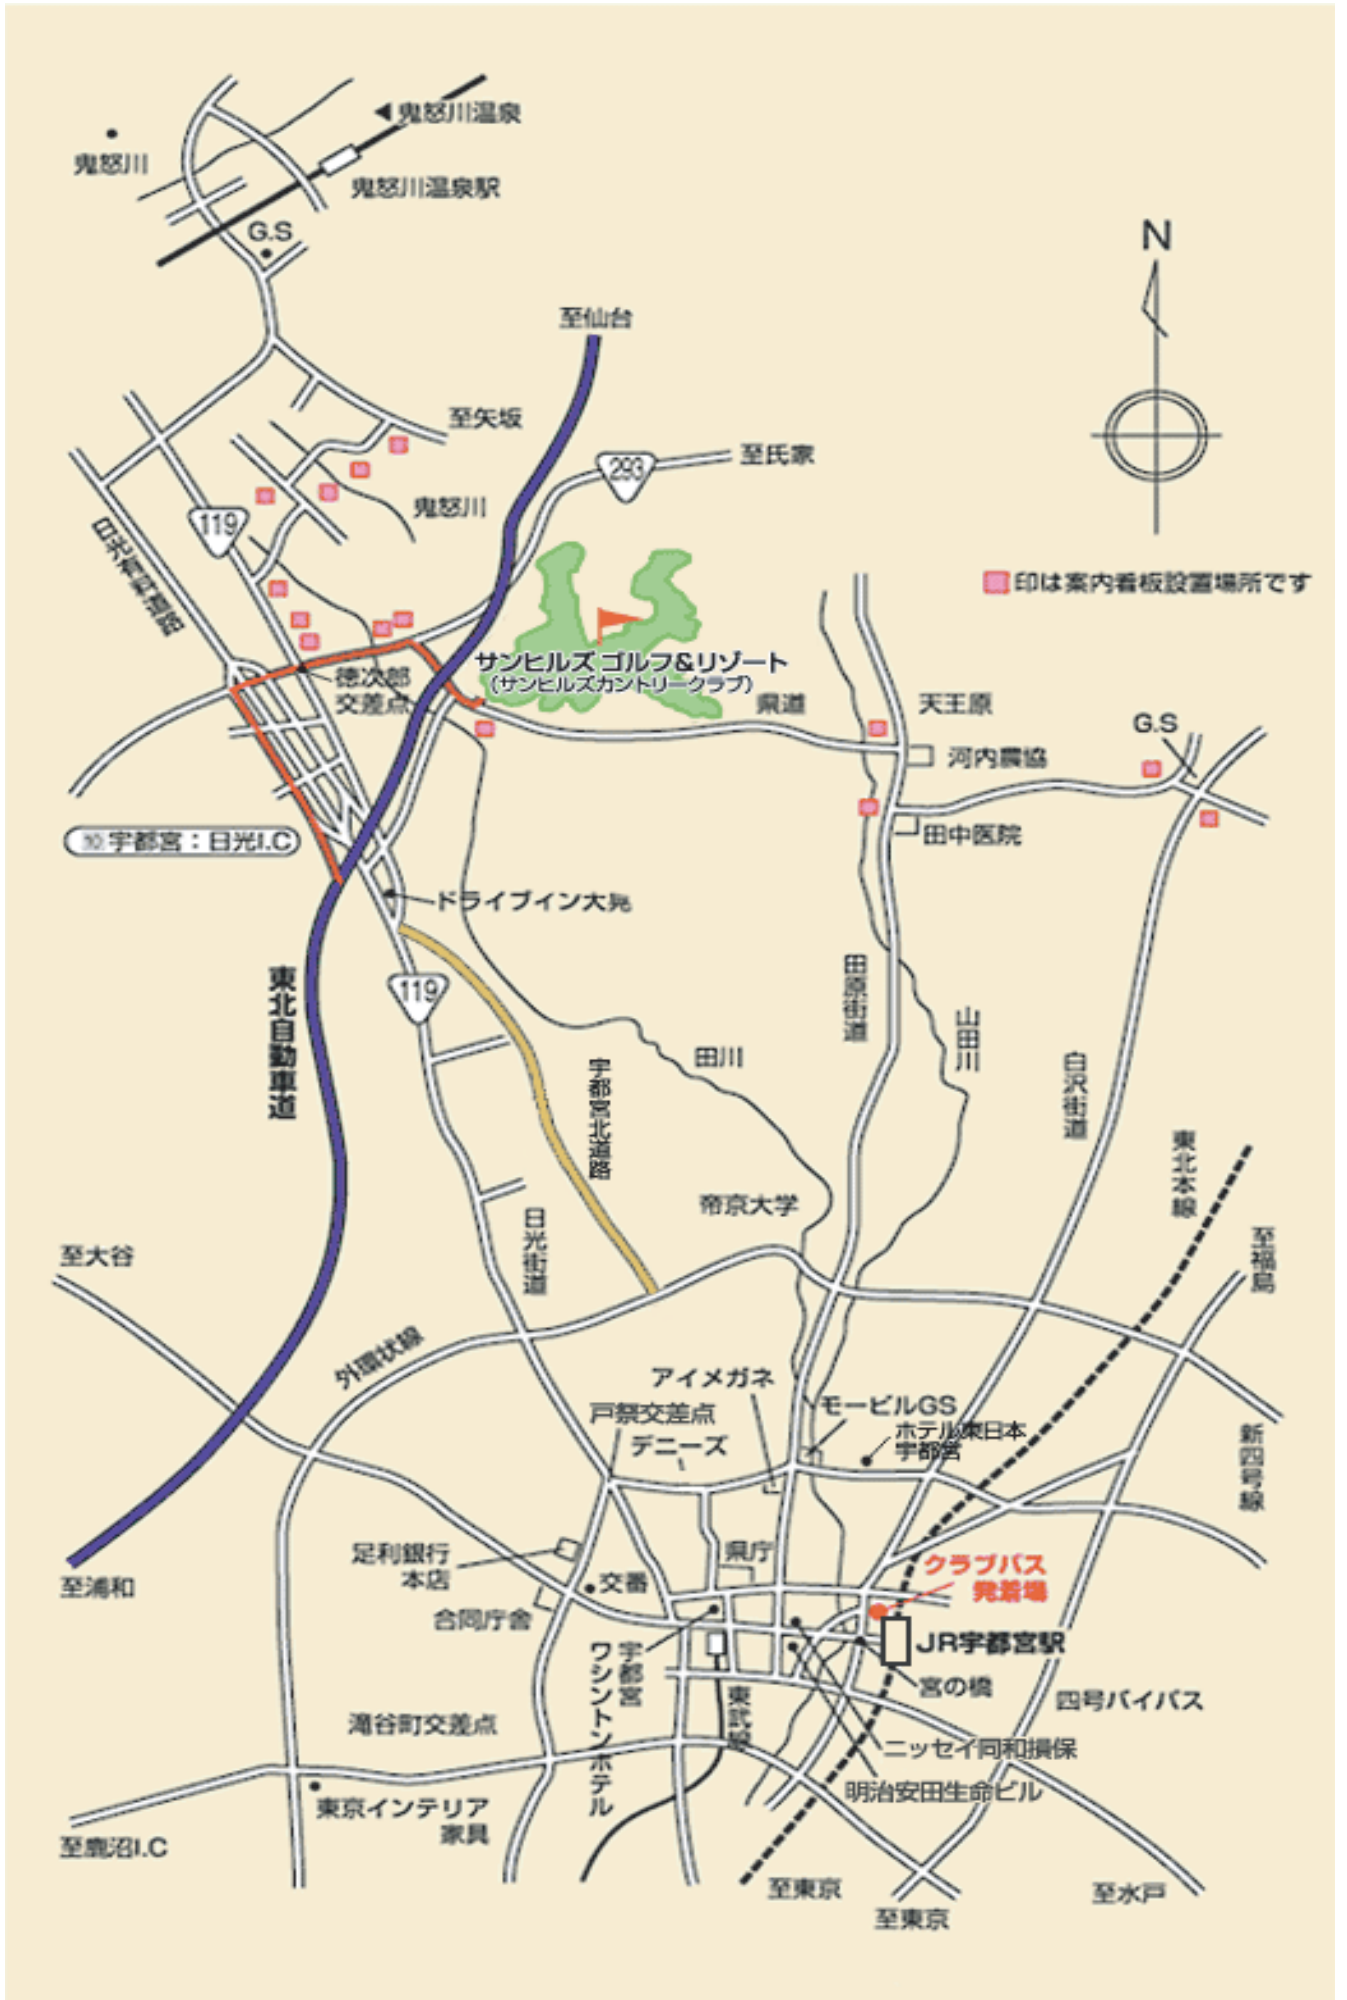 鬼怒川温泉
鬼怒川
鬼怒川温泉駅
G.S
N
至仙台
至矢坂
至氏家
293
鬼怒川
119
日光有料道路
印は案内看板設置場所です
サンヒルズ ゴルフ&リゾート
(サンヒルズカントリークラブ)
徳次郎
交差点
県道
天王原
G.S
河内農協
宇都宮:日光I.C
田中医院
ドライブイン大晃
東北自動車道
119
田原街道
山田川
田川
宇都宮北道路
白沢街道
東北本線
帝京大学
日光街道
至大谷
至福島
外環状線
アイメガネ
モービルGS
戸祭交差点
ホテル東日本
宇都宮
デニーズ
新四号線
足利銀行
本店
県庁
クラブバス
発着場
至浦和
交番
合同庁舎
JR宇都宮駅
宇都宮
ワシントンホテル
宮の橋
東武線
四号バイパス
滝谷町交差点
ニッセイ同和損保
明治安田生命ビル
東京インテリア
家具
至鹿沼I.C
至東京
至水戸
至東京